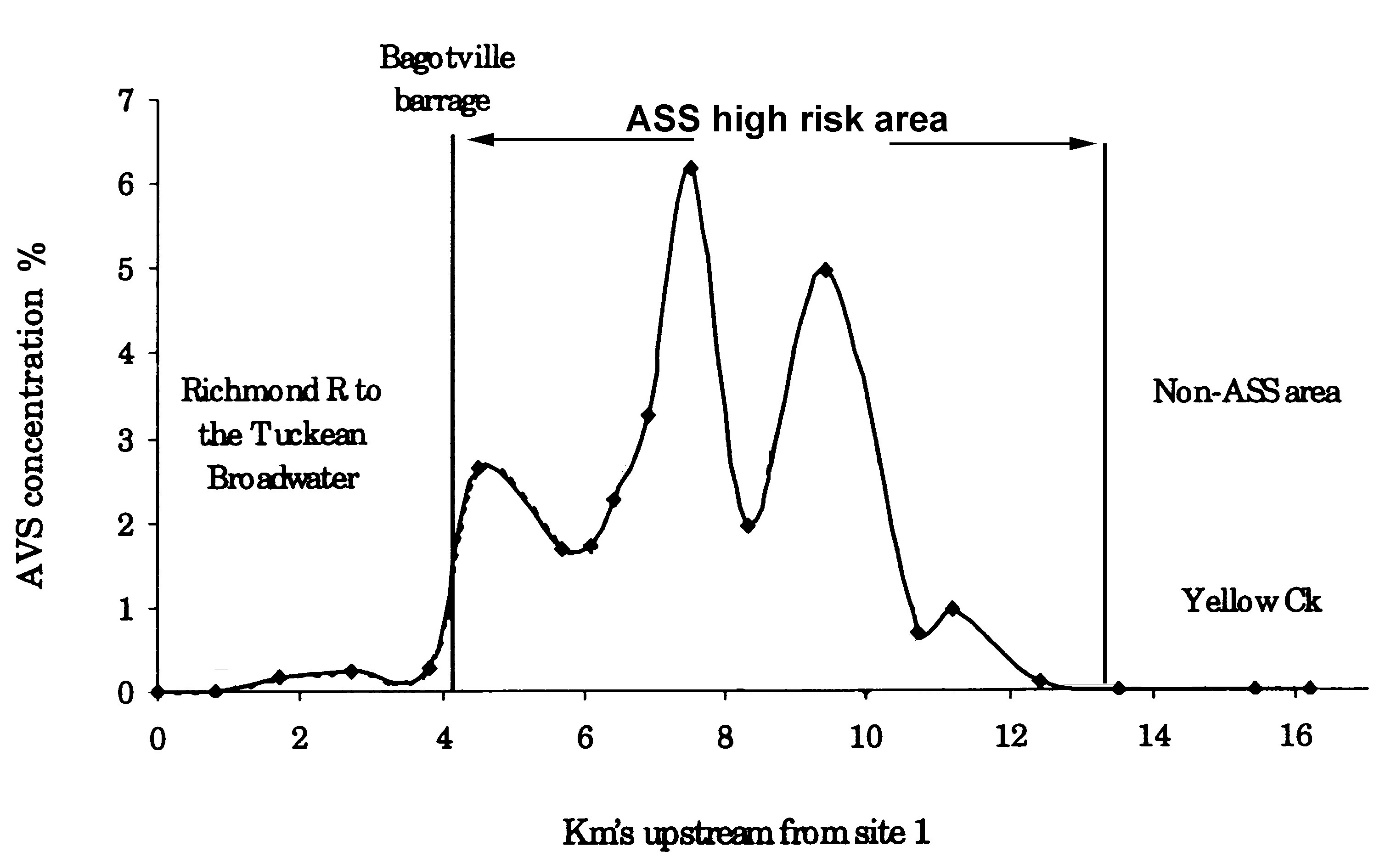 Bagotville
barrage
ASS high risk area
7
6
5
4
3
2
1
0
AVS concentration %
Richmond R to
the Tuckean
Broadwater
Non-ASS area
Yellow Ck
0 2 4 6 8 10 12 14 16
Km's upstream from site 1